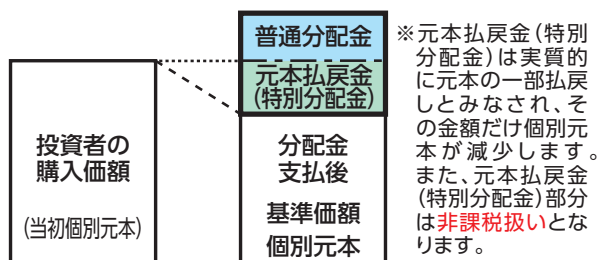 投資者の
購入価額
(当初個別元本)
普通分配金
元本払戻金
(特別分配金)
分配金
支払後
基準価額
個別元本
※元本払戻金(特別
分配金)は実質的
に元本の一部払戻
しとみなされ、そ
の金額だけ個別元
本が減少します。
また、元本払戻金
(特別分配金)部分
は非課税扱いとな
ります。